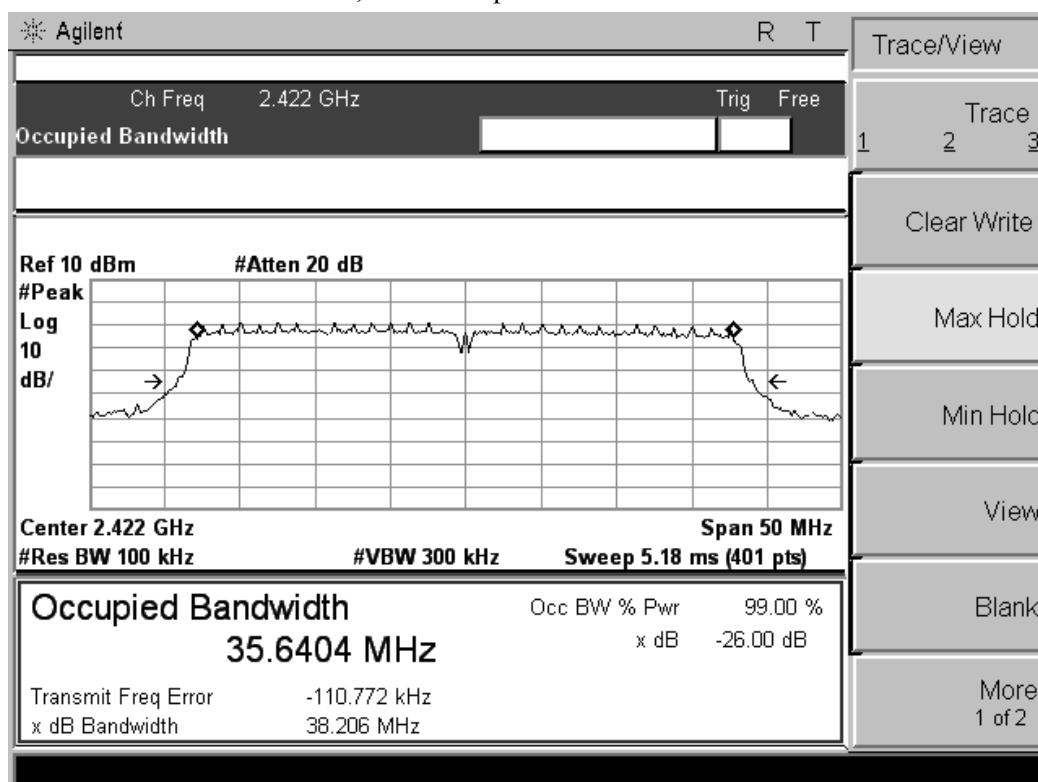 Agilent R T
Trace/View
Ch Freq 2.422 GHz Trig Free
Occupied Bandwidth
Trace
1 2 3
Clear Write
Ref 10 dBm #Atten 20 dB
#Peak
Log
10
dB/
Max Hold
Min Hold
View
Center 2.422 GHz Span 50 MHz
#Res BW 100 kHz #VBW 300 kHz Sweep 5.18 ms (401 pts)
Occupied Bandwidth Occ BW % Pwr 99.00 %
35.6404 MHz x dB -26.00 dB
Blank
Transmit Freq Error -110.772 kHz
x dB Bandwidth 38.206 MHz
More
1 of 2